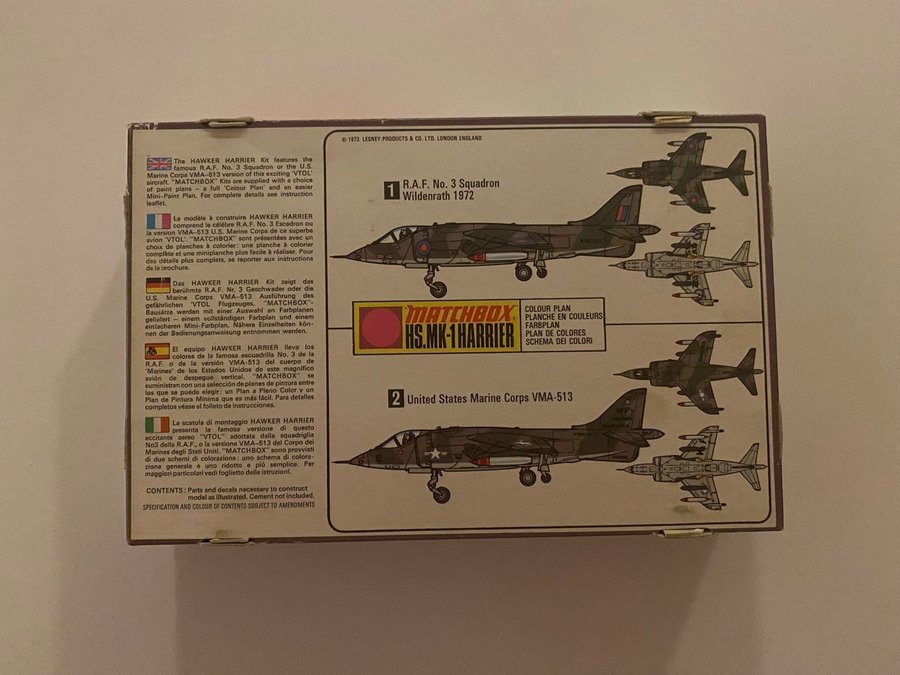 The HAWKER HARRIER Kit features the
famous R.A.F. No. 3 Squadron or the U.S.
Marine Corps VMA-513 version of this exciting 'VTOL'
aircraft. "MATCHBOX" Kits are supplied with a choice
of paint plans – a full 'Colour Plan' and an easier
Mini-Paint Plan. For complete details see instruction
leaflet.
Le modèle à construire HAWKER HARRIER
comprend le célèbre R.A.F. No. 3 Escadron ou
la version VMA-513 U.S. Marine Corps de ce superbe
avion 'VTOL'. "MATCHBOX" sont présentées avec un
choix de planches à colorier: une planche à colorier
complète et une miniplanche plus facile à réaliser. Pour
des détails plus complets, se reporter aux instructions
de la brochure.
Das HAWKER HARRIER Kit zeigt das
berühmte R.A.F. Nr. 3 Geschwader oder die
U.S. Marine Corps VMA-513 Ausführung des
gefährlichen 'VTOL Flugzeuges. "MATCHBOX"-
Bausätze werden mit einer Auswahl an Farbplanen
geliefert – einem vollständigen Farbplan und einem
einfacheren Mini-Farbplan. Nähere Einzelheiten kön-
nen der Bedienungsanweisung entnommen werden.
El equipo HAWKER HARRIER lleva los
colores de la famosa escuadrilla No. 3 de la
R.A.F. o de la versión VMA-513 del cuerpo de
'Marines' de los Estados Unidos de este magnífico
avión de despegue vertical. "MATCHBOX" se
suministran con una selección de planes de pintura entre
los que se puede elegir: un Plan a Pleno Color y un
Plan de Pintura Minima que es más fácil. Para detalles
completos véase el folleto de instrucciones.
La scatola di montaggio HAWKER HARRIER
presenta la famosa versione di questo
eccitante aereo "VTOL" adottata dalla squadriglia
No3 della R.A.F., o la versione VMA-513 del Corpo dei
Marines degli Stati Uniti. "MATCHBOX" sono provvisti
di due schemi di colorazione: uno schema di colora-
zione generale e uno ridotto e più semplice. Per
maggiori particolari vedi foglietto delle istruzioni.
CONTENTS: Parts and decals necessary to construct
model as illustrated. Cement not included.
SPECIFICATION AND COLOUR OF CONTENTS SUBJECT TO AMENDMENTS
© 1973 LESNEY PRODUCTS & CO. LTD. LONDON ENGLAND
1 R.A.F. No. 3 Squadron
Wildenrath 1972
"MATCHBOX"®
HS.MK-1 HARRIER
COLOUR PLAN
PLANCHE EN COULEURS
FARBPLAN
PLAN DE COLORES
SCHEMA DEI COLORI
2 United States Marine Corps VMA-513
WF